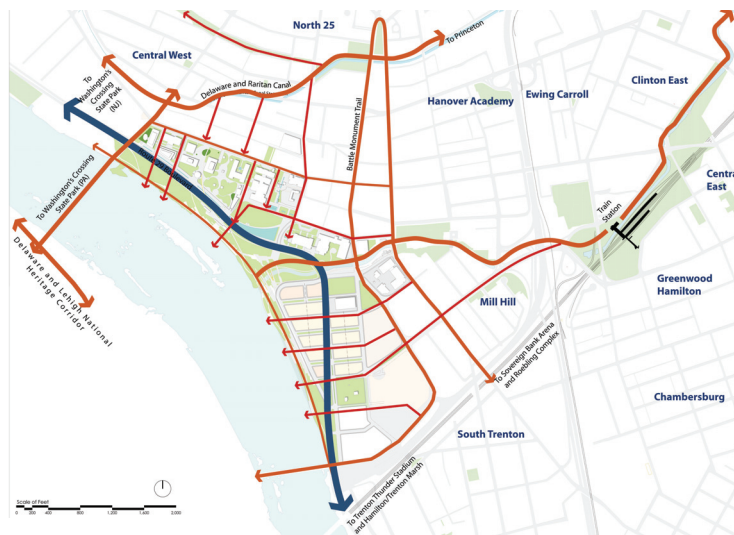 North 25
Central West
To Princeton
To
Washington's
Crossing
State Park
(NJ)
Delaware and Raritan Canal
Clinton East
Ewing Carroll
Hanover Academy
Battle Monument Trail
To Washington's Crossing
State Park (PA)
Central
East
Train
Station
Delaware and Lehigh National
Heritage Corridor
Greenwood
Hamilton
Mill Hill
To Sovereign Bank Arena
and Roebling Complex
Chambersburg
South Trenton
To Trenton Thunder Stadium
and Hamilton/Trenton Marsh
Scale of Feet
0 200 400 800 1,200 1,600 2,000